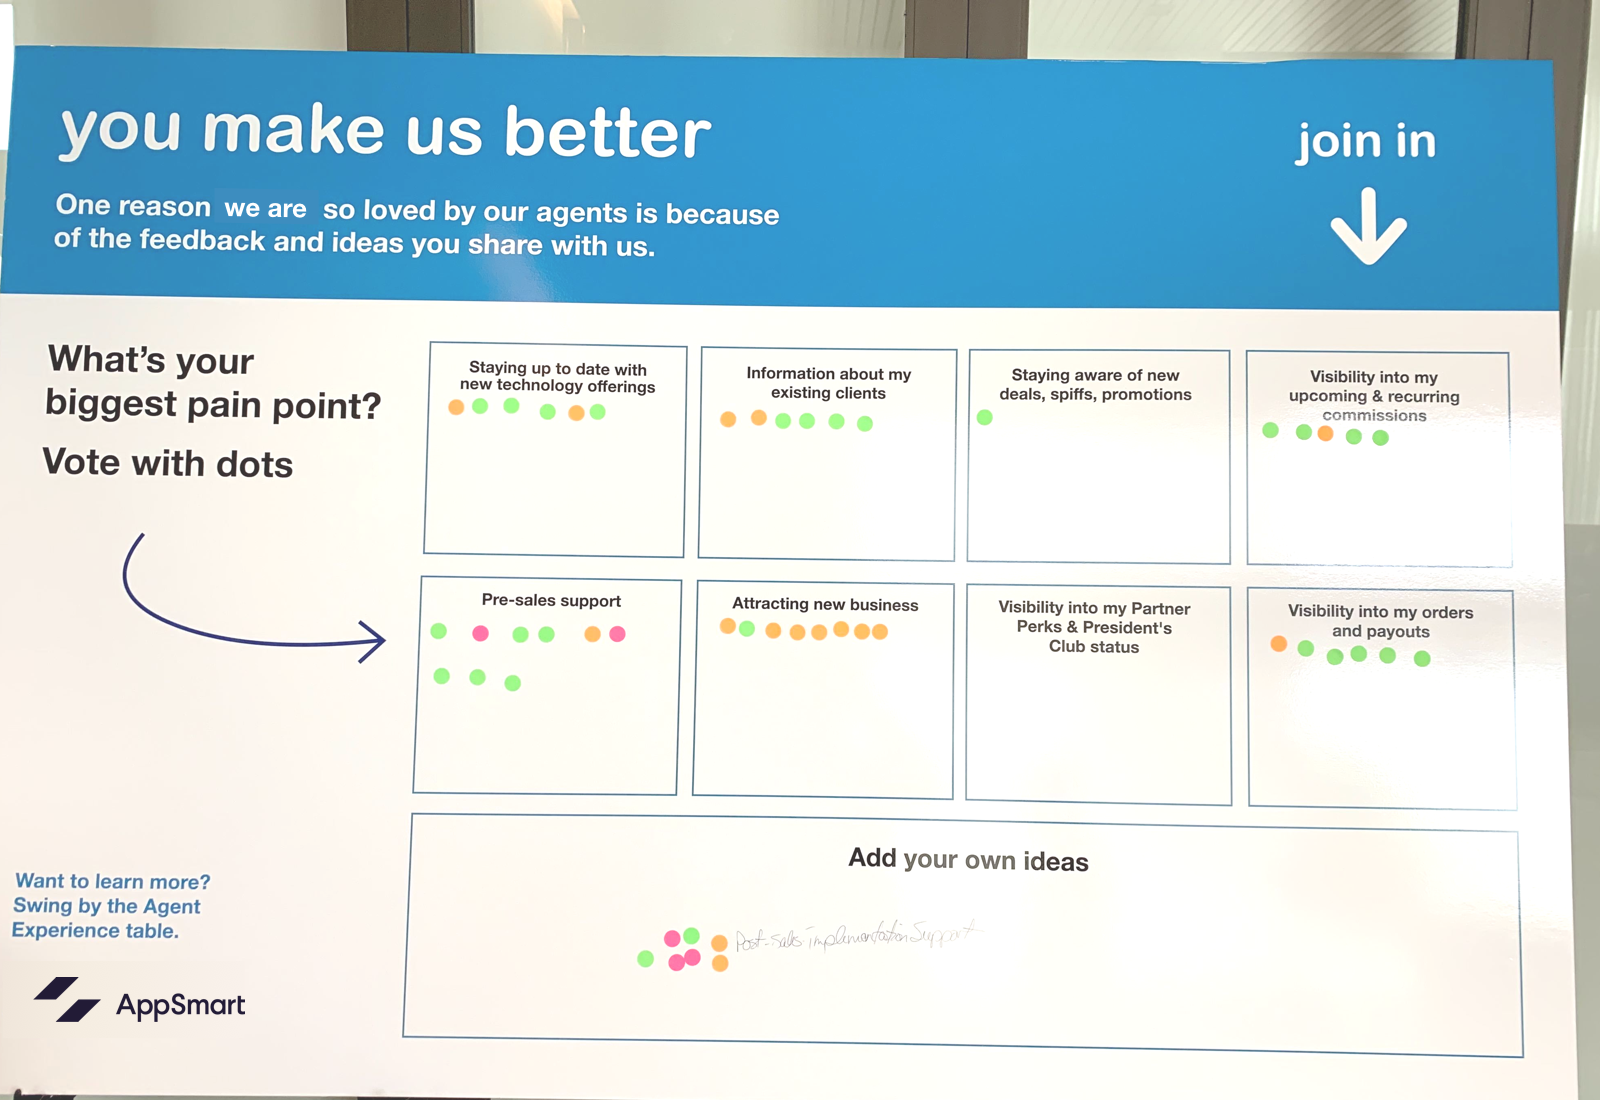 you make us better
One reason we are so loved by our agents is because
of the feedback and ideas you share with us.
join in
What's your
biggest pain point?
Vote with dots
Staying up to date with
new technology offerings
Information about my
existing clients
Staying aware of new
deals, spiffs, promotions
Visibility into my
upcoming & recurring
commissions
Pre-sales support
Attracting new business
Visibility into my Partner
Perks & President's
Club status
Visibility into my orders
and payouts
Add your own ideas
Post-Sales implementation Support
Want to learn more?
Swing by the Agent
Experience table.
AppSmart